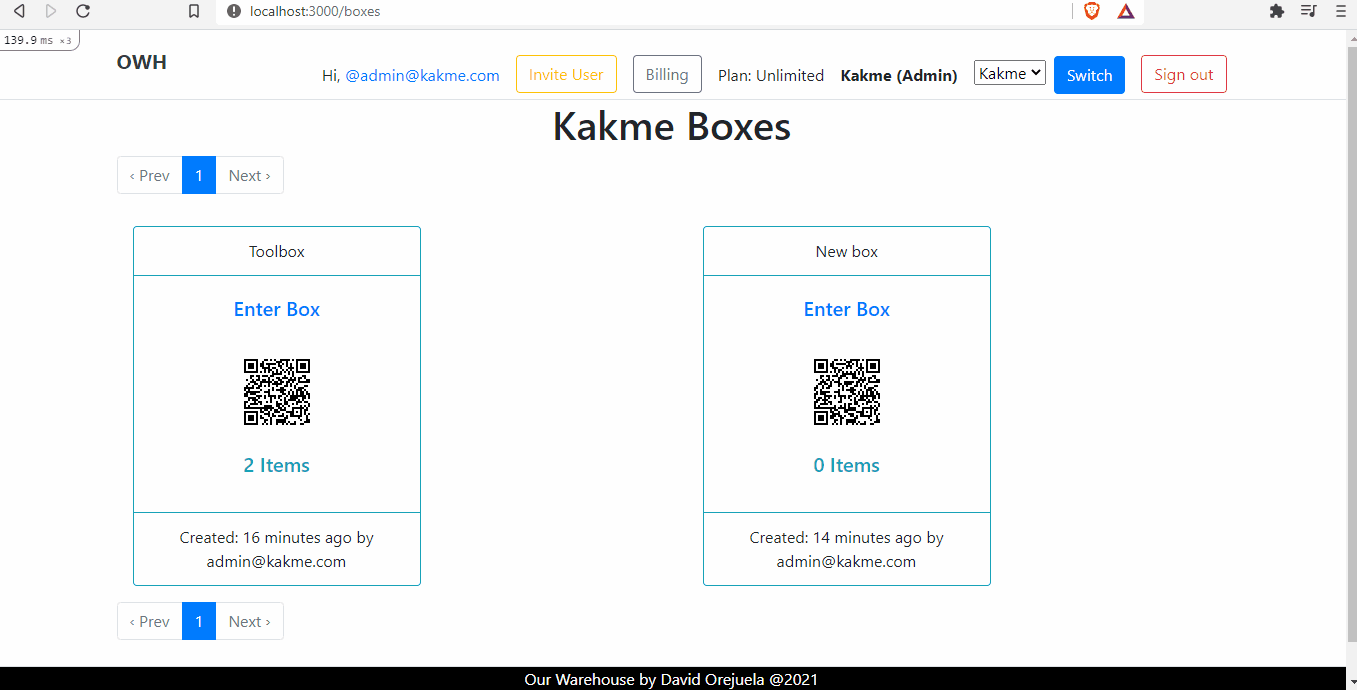 localhost:3000/boxes
139.9 ms ×3
OWH
Hi, @admin@kakme.com Invite User Billing Plan: Unlimited Kakme (Admin) Kakme Switch Sign out
Kakme Boxes
‹ Prev 1 Next ›
Toolbox New box
Enter Box Enter Box
2 Items 0 Items
Created: 16 minutes ago by
admin@kakme.com
Created: 14 minutes ago by
admin@kakme.com
‹ Prev 1 Next ›
Our Warehouse by David Orejuela @2021